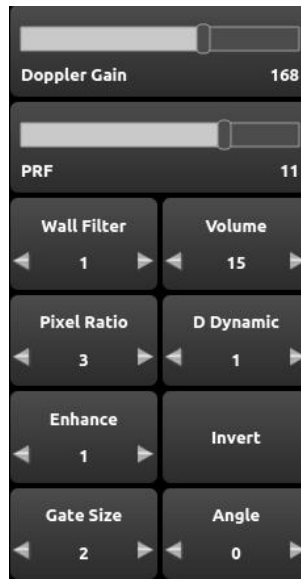 Doppler Gain 168
PRF 11
Wall Filter Volume
1 15
Pixel Ratio D Dynamic
3 1
Enhance
1
Invert
Gate Size Angle
2 0